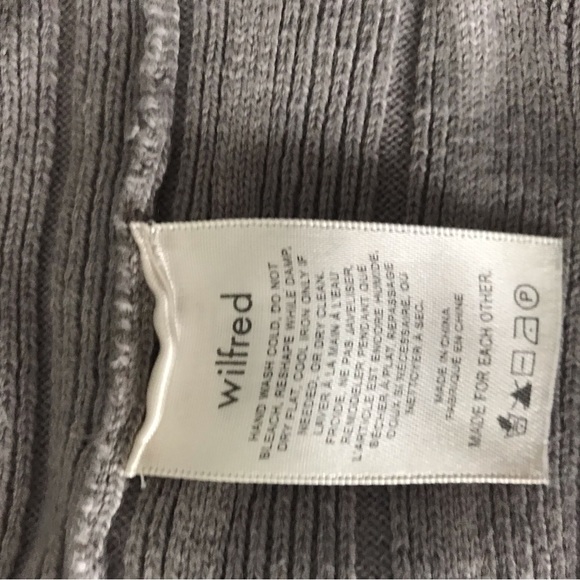 wilfred
HAND WASH COLD, DO NOT
BLEACH, RESHAPE WHILE DAMP,
DRY FLAT, COOL IRON ONLY IF
NEEDED, OR DRY CLEAN.
LAVER À LA MAIN À L'EAU
FROIDE, NE PAS JAVELISER,
REMODELER PENDANT QUE
L'ARTICLE EST ENCORE HUMIDE,
SÉCHER À PLAT, REPASSAGE
DOUX SI NÉCESSAIRE, OU
NETTOYER À SEC.
MADE IN CHINA
FABRIQUÉ EN CHINE
MADE FOR EACH OTHER.
P